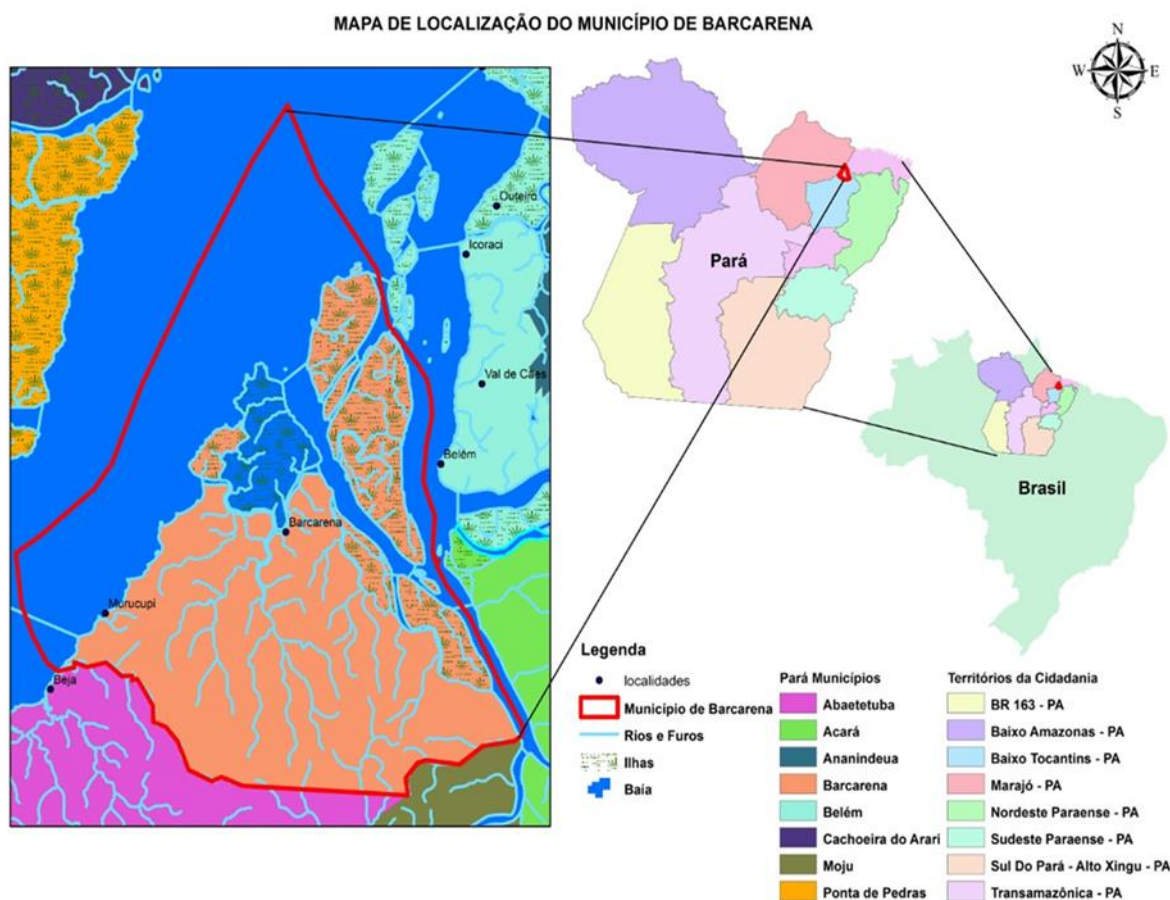 MAPA DE LOCALIZAÇÃO DO MUNICÍPIO DE BARCARENA
N
W E
S
Outeiro
Icoraci
Val de Cães
Belém
Barcarena
Murucupi
Beja
Pará
Brasil
Legenda
localidades
Município de Barcarena
Rios e Furos
Ilhas
Baía
Pará Municípios
Abaetetuba
Acará
Ananindeua
Barcarena
Belém
Cachoeira do Arari
Moju
Ponta de Pedras
Territórios da Cidadania
BR 163 - PA
Baixo Amazonas - PA
Baixo Tocantins - PA
Marajó - PA
Nordeste Paraense - PA
Sudeste Paraense - PA
Sul Do Pará - Alto Xingu - PA
Transamazônica - PA